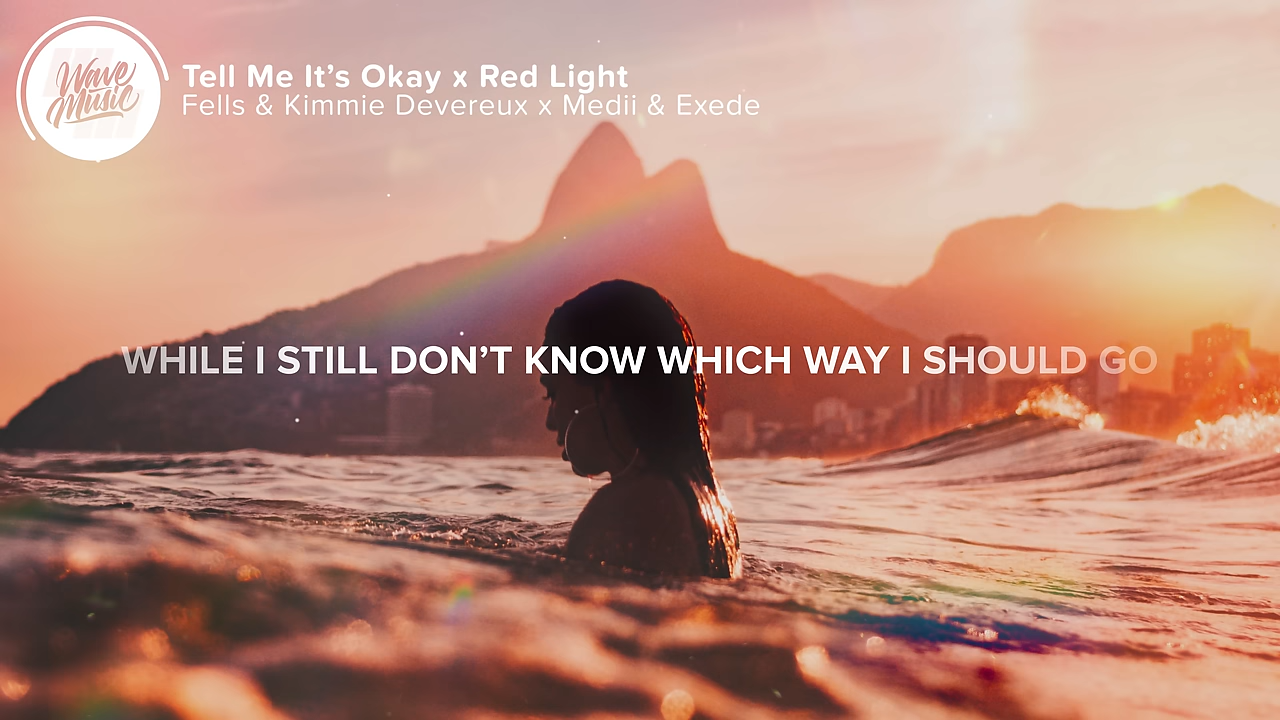 Wave
Music
Tell Me It’s Okay x Red Light
Fells & Kimmie Devereux x Medii & Exede
WHILE I STILL DON’T KNOW WHICH WAY I SHOULD GO